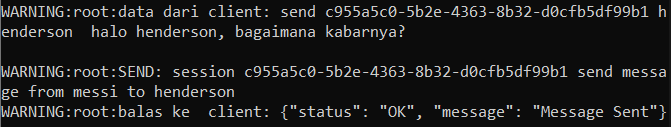 WARNING:root:data dari client: send c955a5c0-5b2e-4363-8b32-d0cfb5df99b1 h
enderson  halo henderson, bagaimana kabarnya?
WARNING:root:SEND: session c955a5c0-5b2e-4363-8b32-d0cfb5df99b1 send messa
ge from messi to henderson
WARNING:root:balas ke  client: {"status": "OK", "message": "Message Sent"}